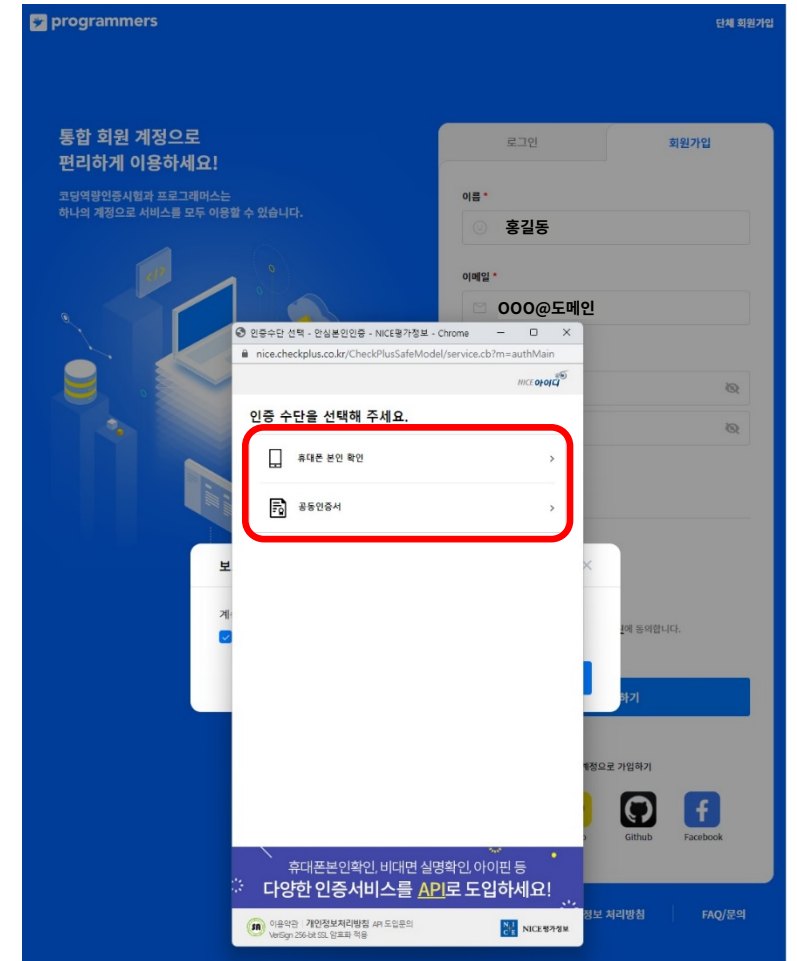 programmers
단체 회원가입
통합 회원 계정으로
편리하게 이용하세요!
코딩역량인증시험과 프로그래머스는
하나의 계정으로 서비스를 모두 이용할 수 있습니다.
로그인
회원가입
이름 *
홍길동
이메일 *
OOO@도메인
인증수단 선택 - 안심본인인증 - NICE평가정보 - Chrome
nice.checkplus.co.kr/CheckPlusSafeModel/service.cb?m=authMain
NICE 아이디
인증 수단을 선택해 주세요.
휴대폰 본인 확인
공동인증서
보
계
에 동의합니다.
하기
계정으로 가입하기
Github
Facebook
휴대폰본인확인, 비대면 실명확인, 아이핀 등
다양한 인증서비스를 API로 도입하세요!
이용약관 개인정보처리방침 API 도입문의
VeriSign 256-bit SSL 암호화 적용
NICE
NICE평가정보
정보 처리방침
FAQ/문의